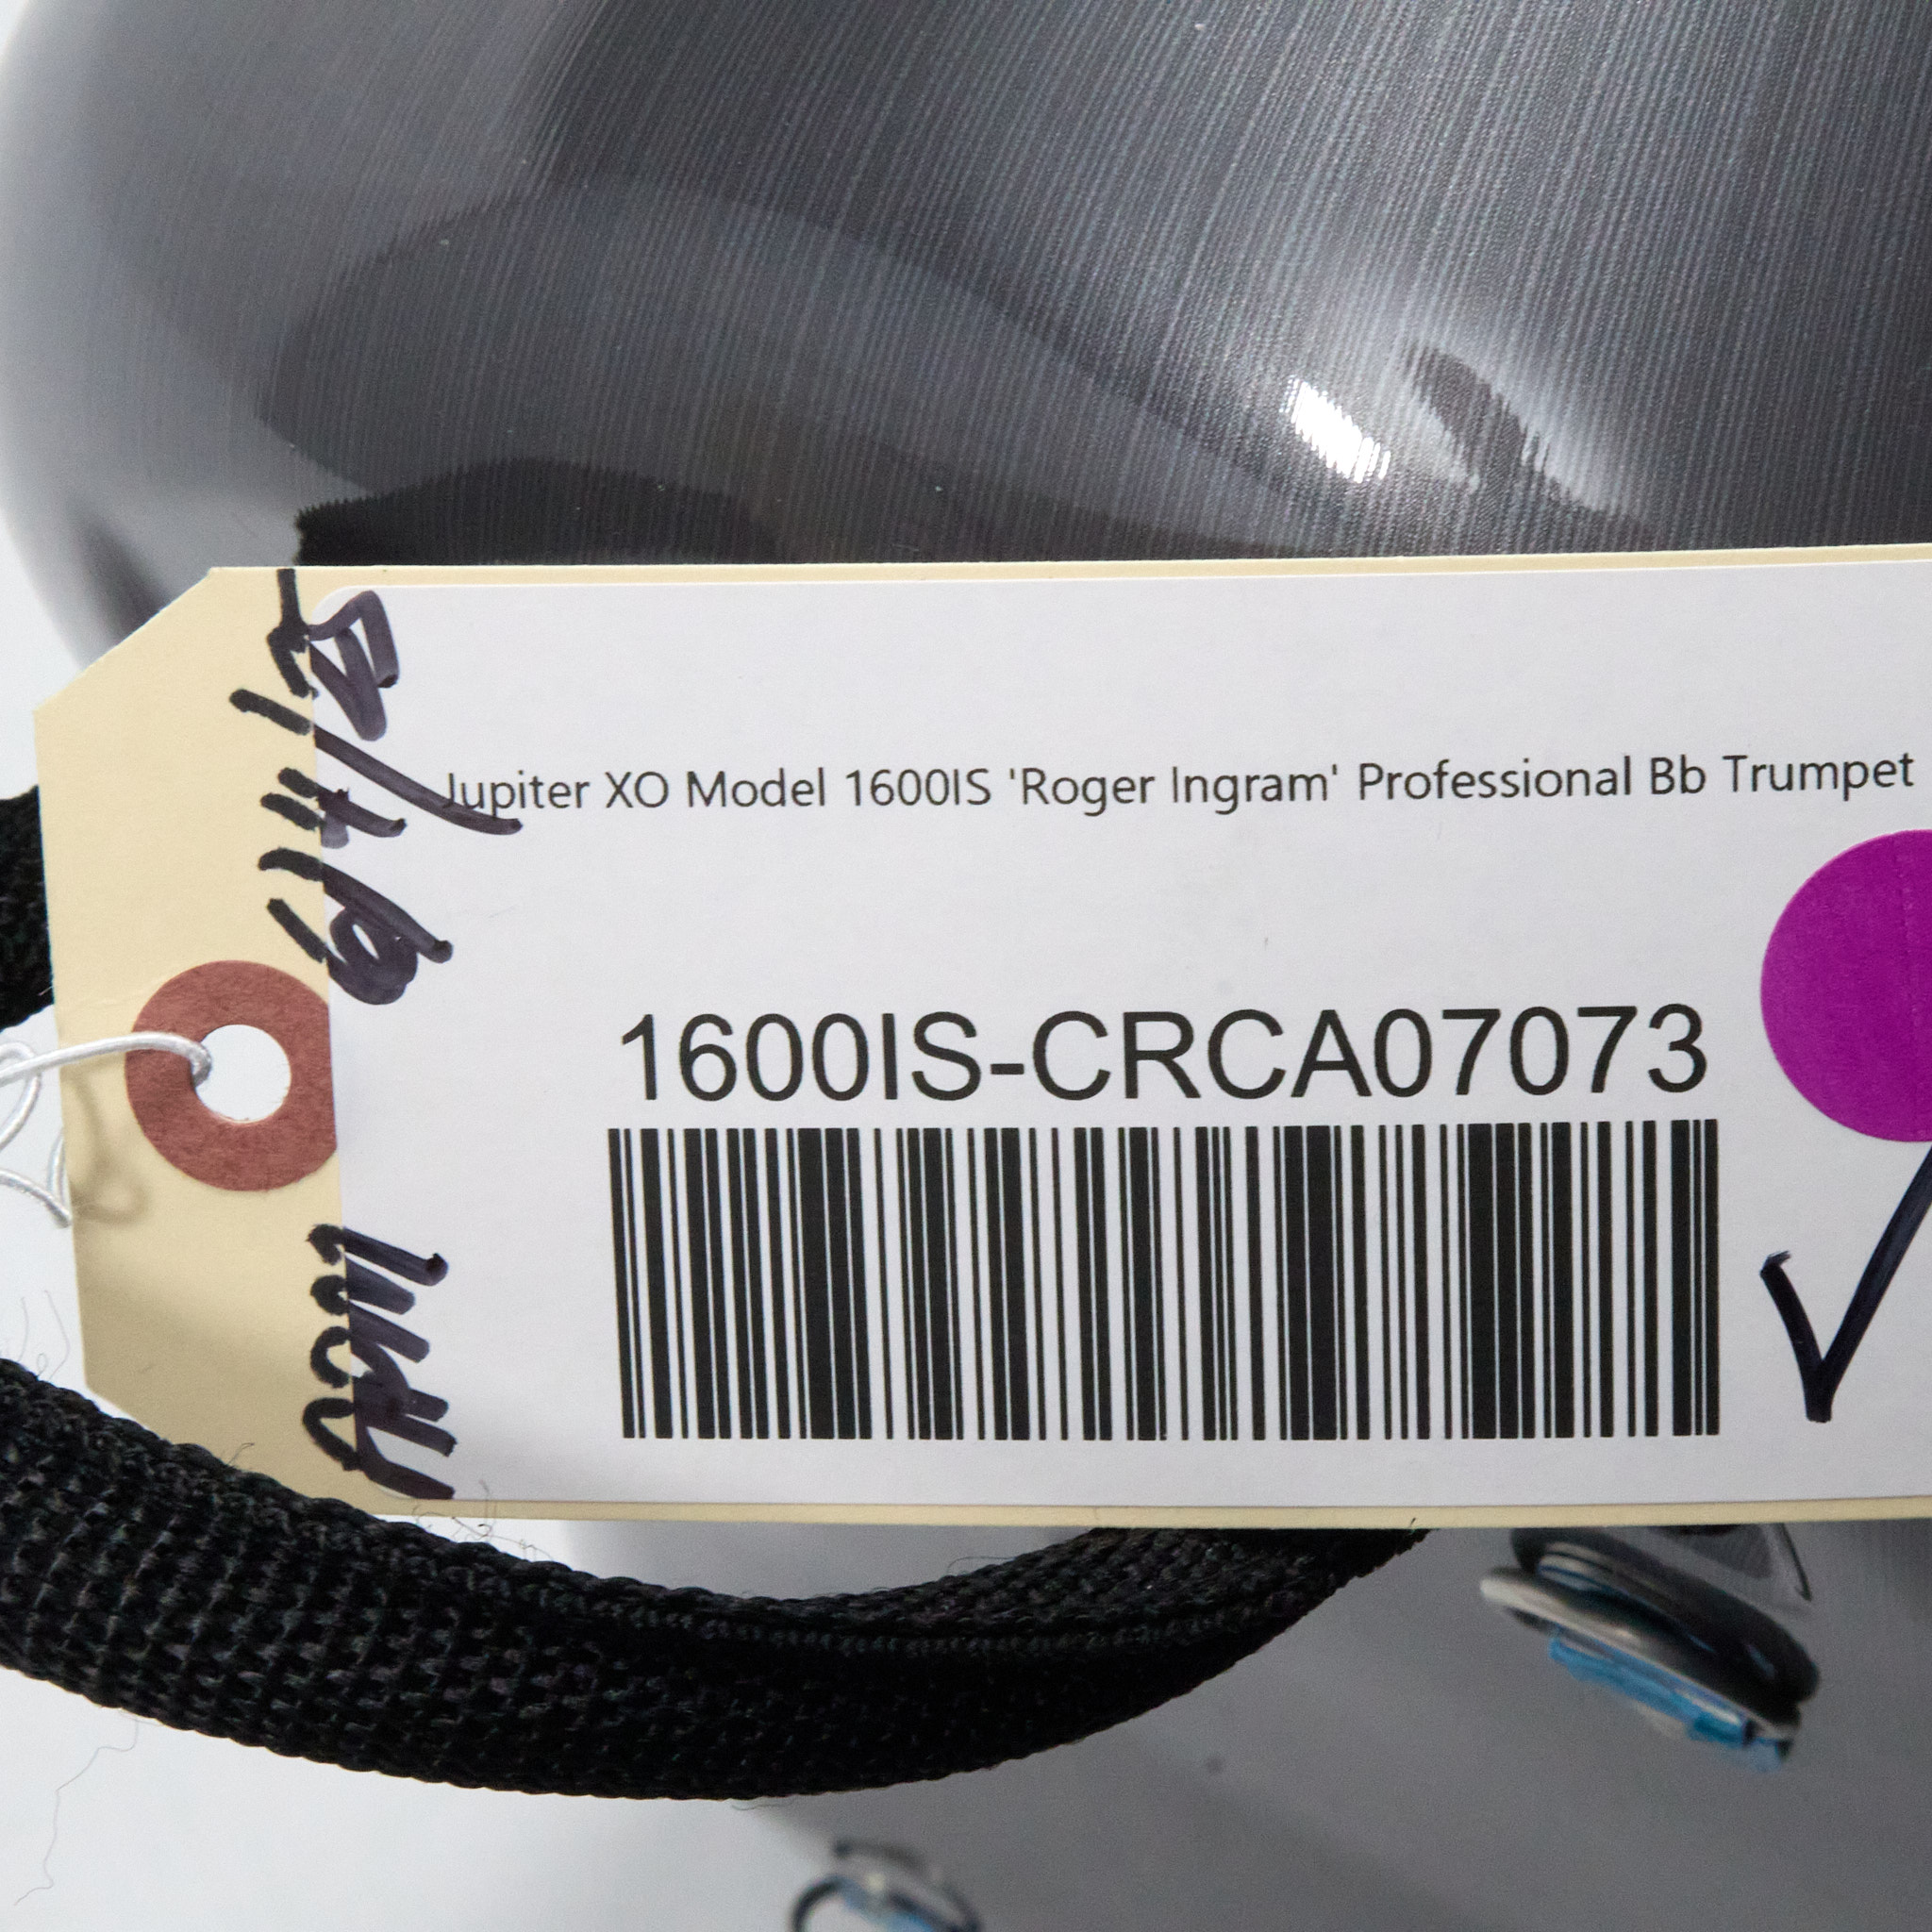 Jupiter XO Model 1600IS 'Roger Ingram' Professional Bb Trumpet
1600IS-CRCA07073